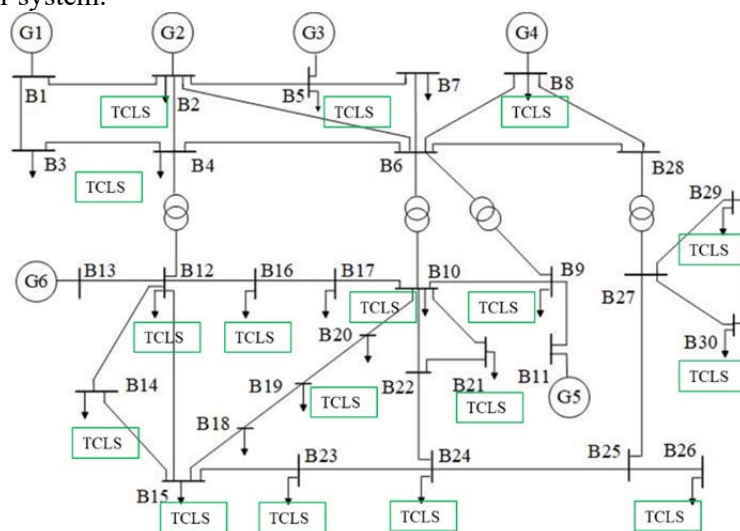 r system.
G1
G2
G3
G4
B1
B2
B5
B7
B8
TCLS
TCLS
TCLS
B3
B4
B6
B28
TCLS
B29
TCLS
G6
B13
B12
B16
B17
B10
B9
B27
TCLS
TCLS
TCLS
TCLS
B20
B30
TCLS
B14
B19
B22
B21
B11
G5
TCLS
TCLS
TCLS
B18
B23
B24
B25
B26
B15
TCLS
TCLS
TCLS
TCLS